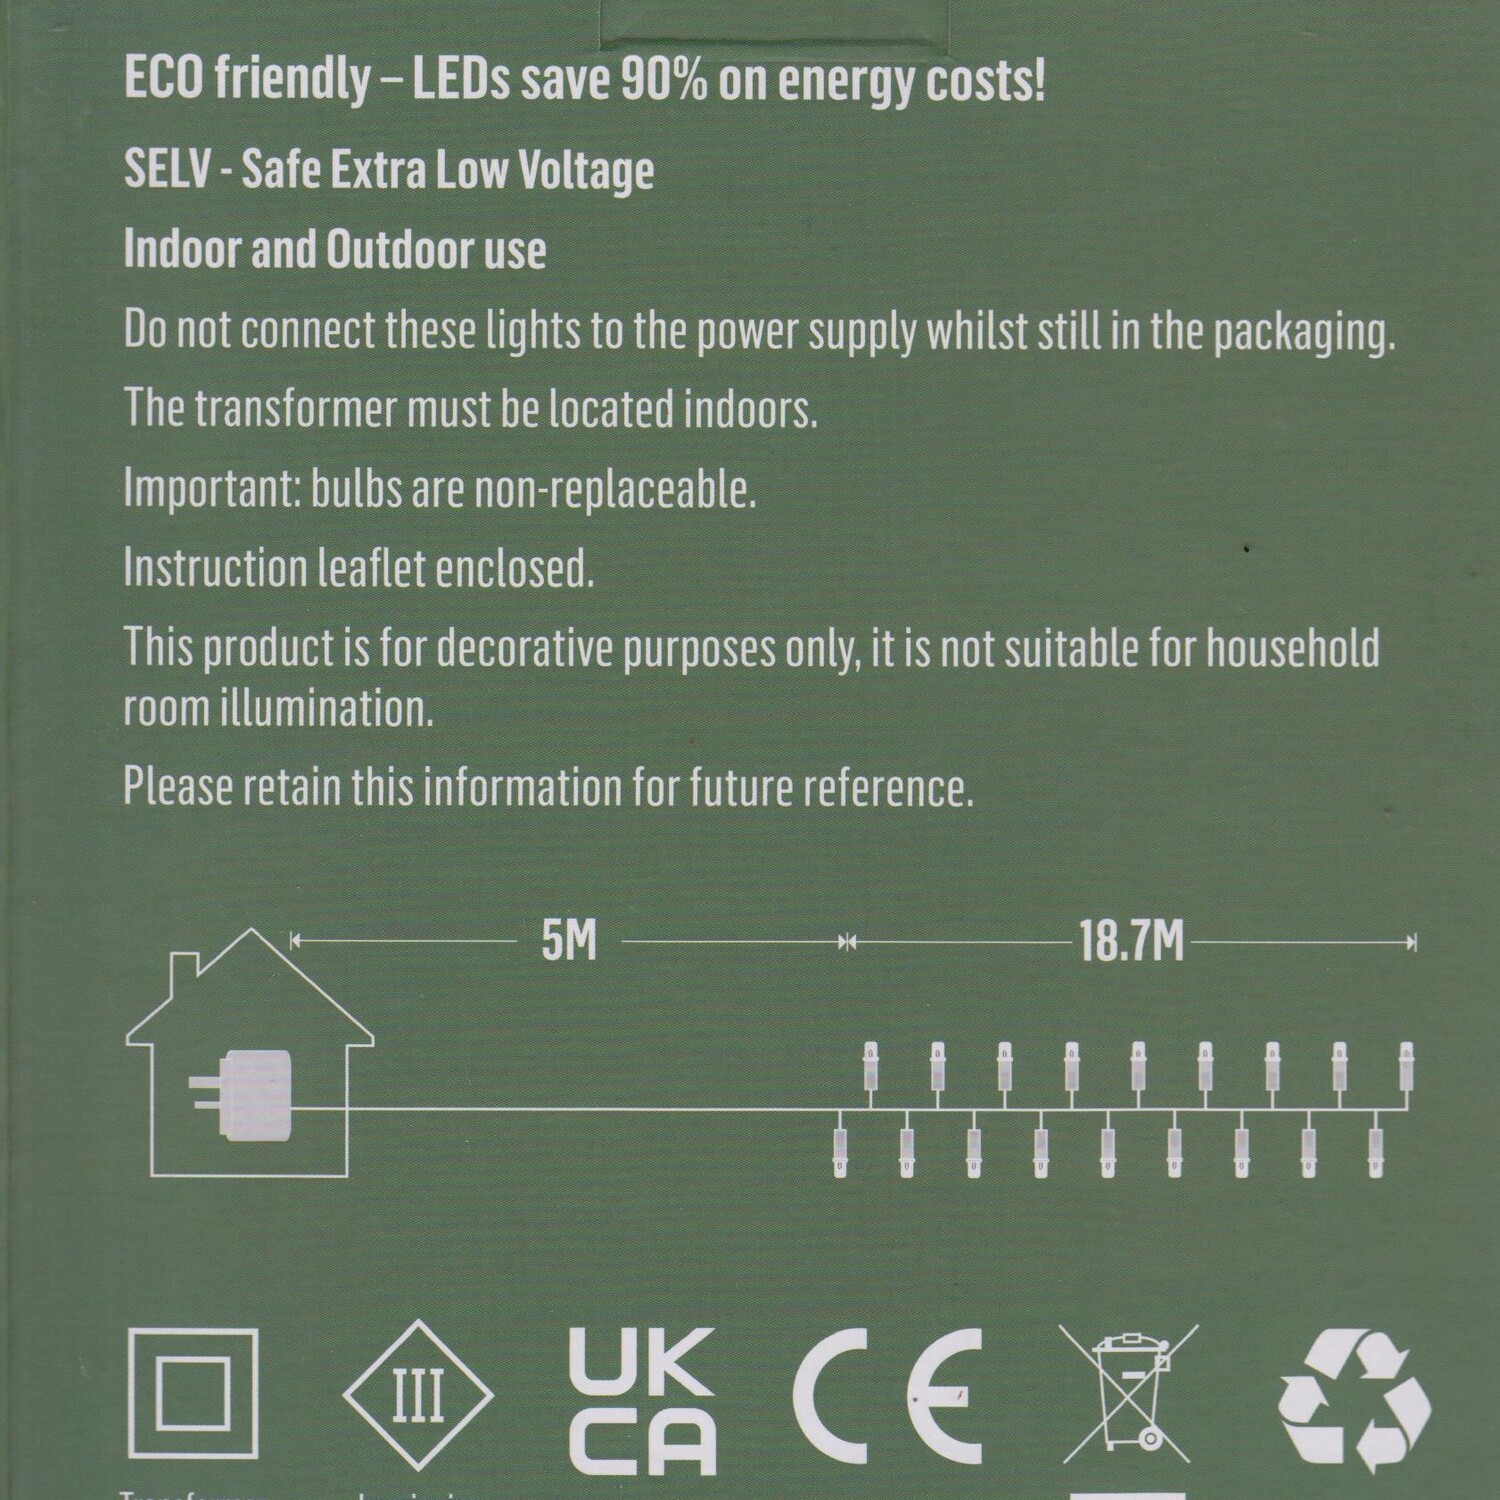 ECO friendly – LEDs save 90% on energy costs!
SELV - Safe Extra Low Voltage
Indoor and Outdoor use
Do not connect these lights to the power supply whilst still in the packaging.
The transformer must be located indoors.
Important: bulbs are non-replaceable.
Instruction leaflet enclosed.
This product is for decorative purposes only, it is not suitable for household
room illumination.
Please retain this information for future reference.
5M 18.7M
III UK CA CE